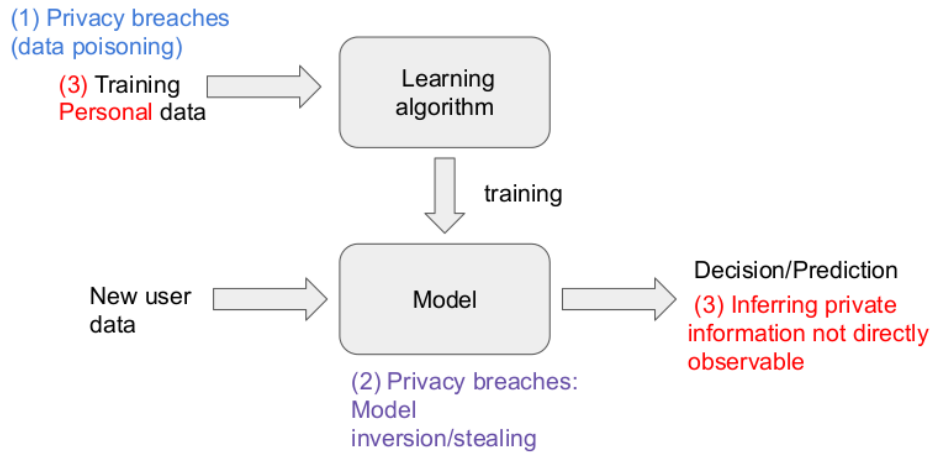 (1) Privacy breaches
(data poisoning)
(3) Training
Personal data
Learning
algorithm
training
New user
data
Model
Decision/Prediction
(3) Inferring private
information not directly
observable
(2) Privacy breaches:
Model
inversion/stealing